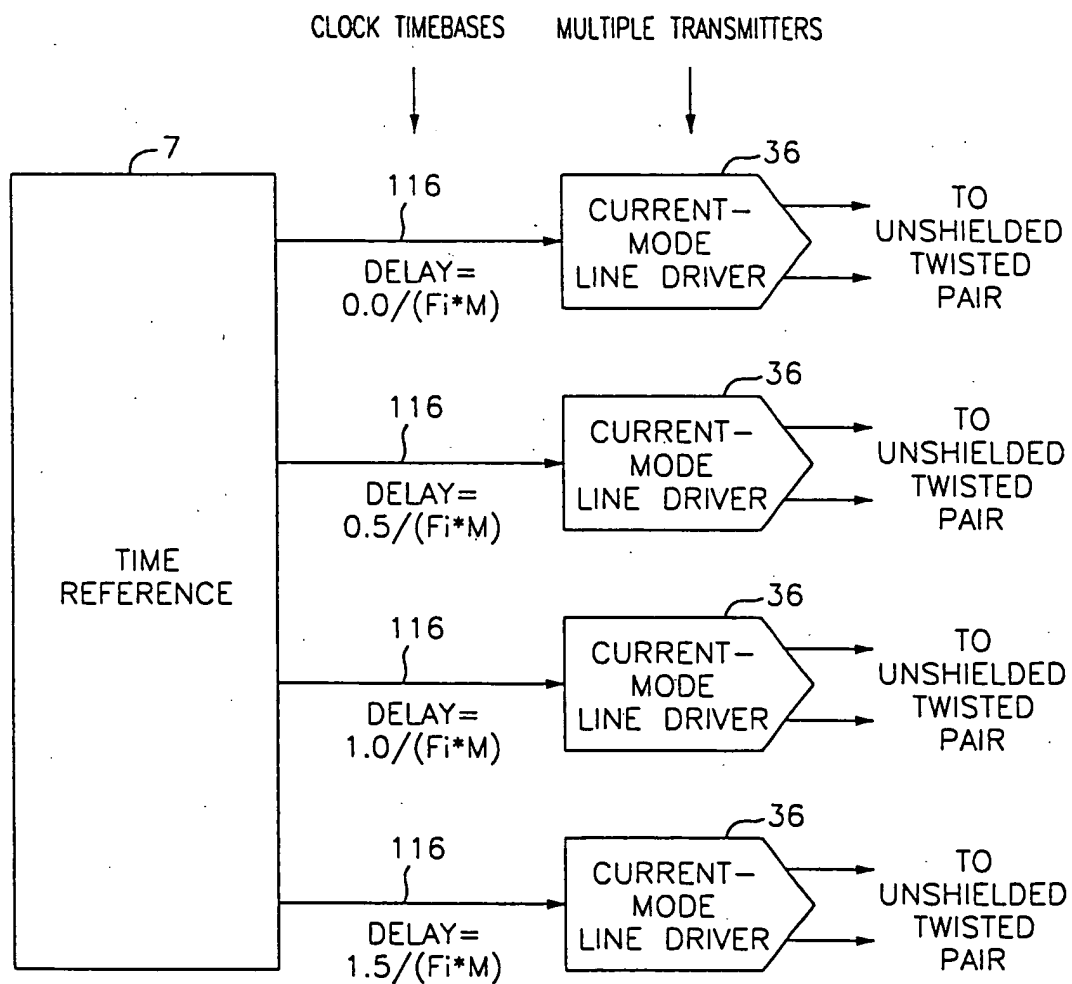 CLOCK TIMEBASES
MULTIPLE TRANSMITTERS
7
TIME
REFERENCE
116
DELAY=
0.0/(Fi*M)
36
CURRENT-
MODE
LINE DRIVER
TO
UNSHIELDED
TWISTED
PAIR
116
DELAY=
0.5/(Fi*M)
36
CURRENT-
MODE
LINE DRIVER
TO
UNSHIELDED
TWISTED
PAIR
116
DELAY=
1.0/(Fi*M)
36
CURRENT-
MODE
LINE DRIVER
TO
UNSHIELDED
TWISTED
PAIR
116
DELAY=
1.5/(Fi*M)
36
CURRENT-
MODE
LINE DRIVER
TO
UNSHIELDED
TWISTED
PAIR